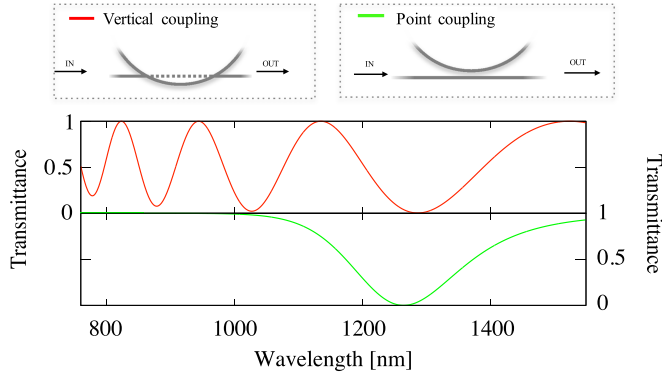 Vertical coupling
Point coupling
IN
OUT
IN
OUT
Transmittance
1
0.5
0
1
0.5
0
Transmittance
800
1000
1200
1400
Wavelength [nm]